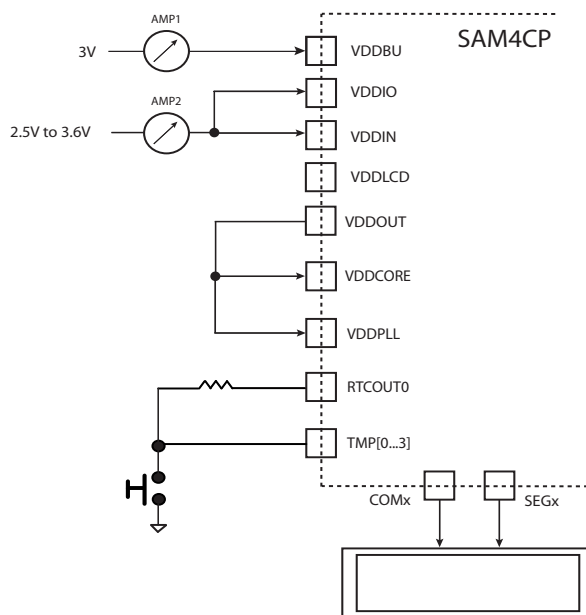 AMP1
SAM4CP
3V
VDDBU
AMP2
VDDIO
2.5V to 3.6V
VDDIN
VDDLCD
VDDOUT
VDDCORE
VDDPLL
RTCOUT0
TMP[0...3]
COMx
SEGx